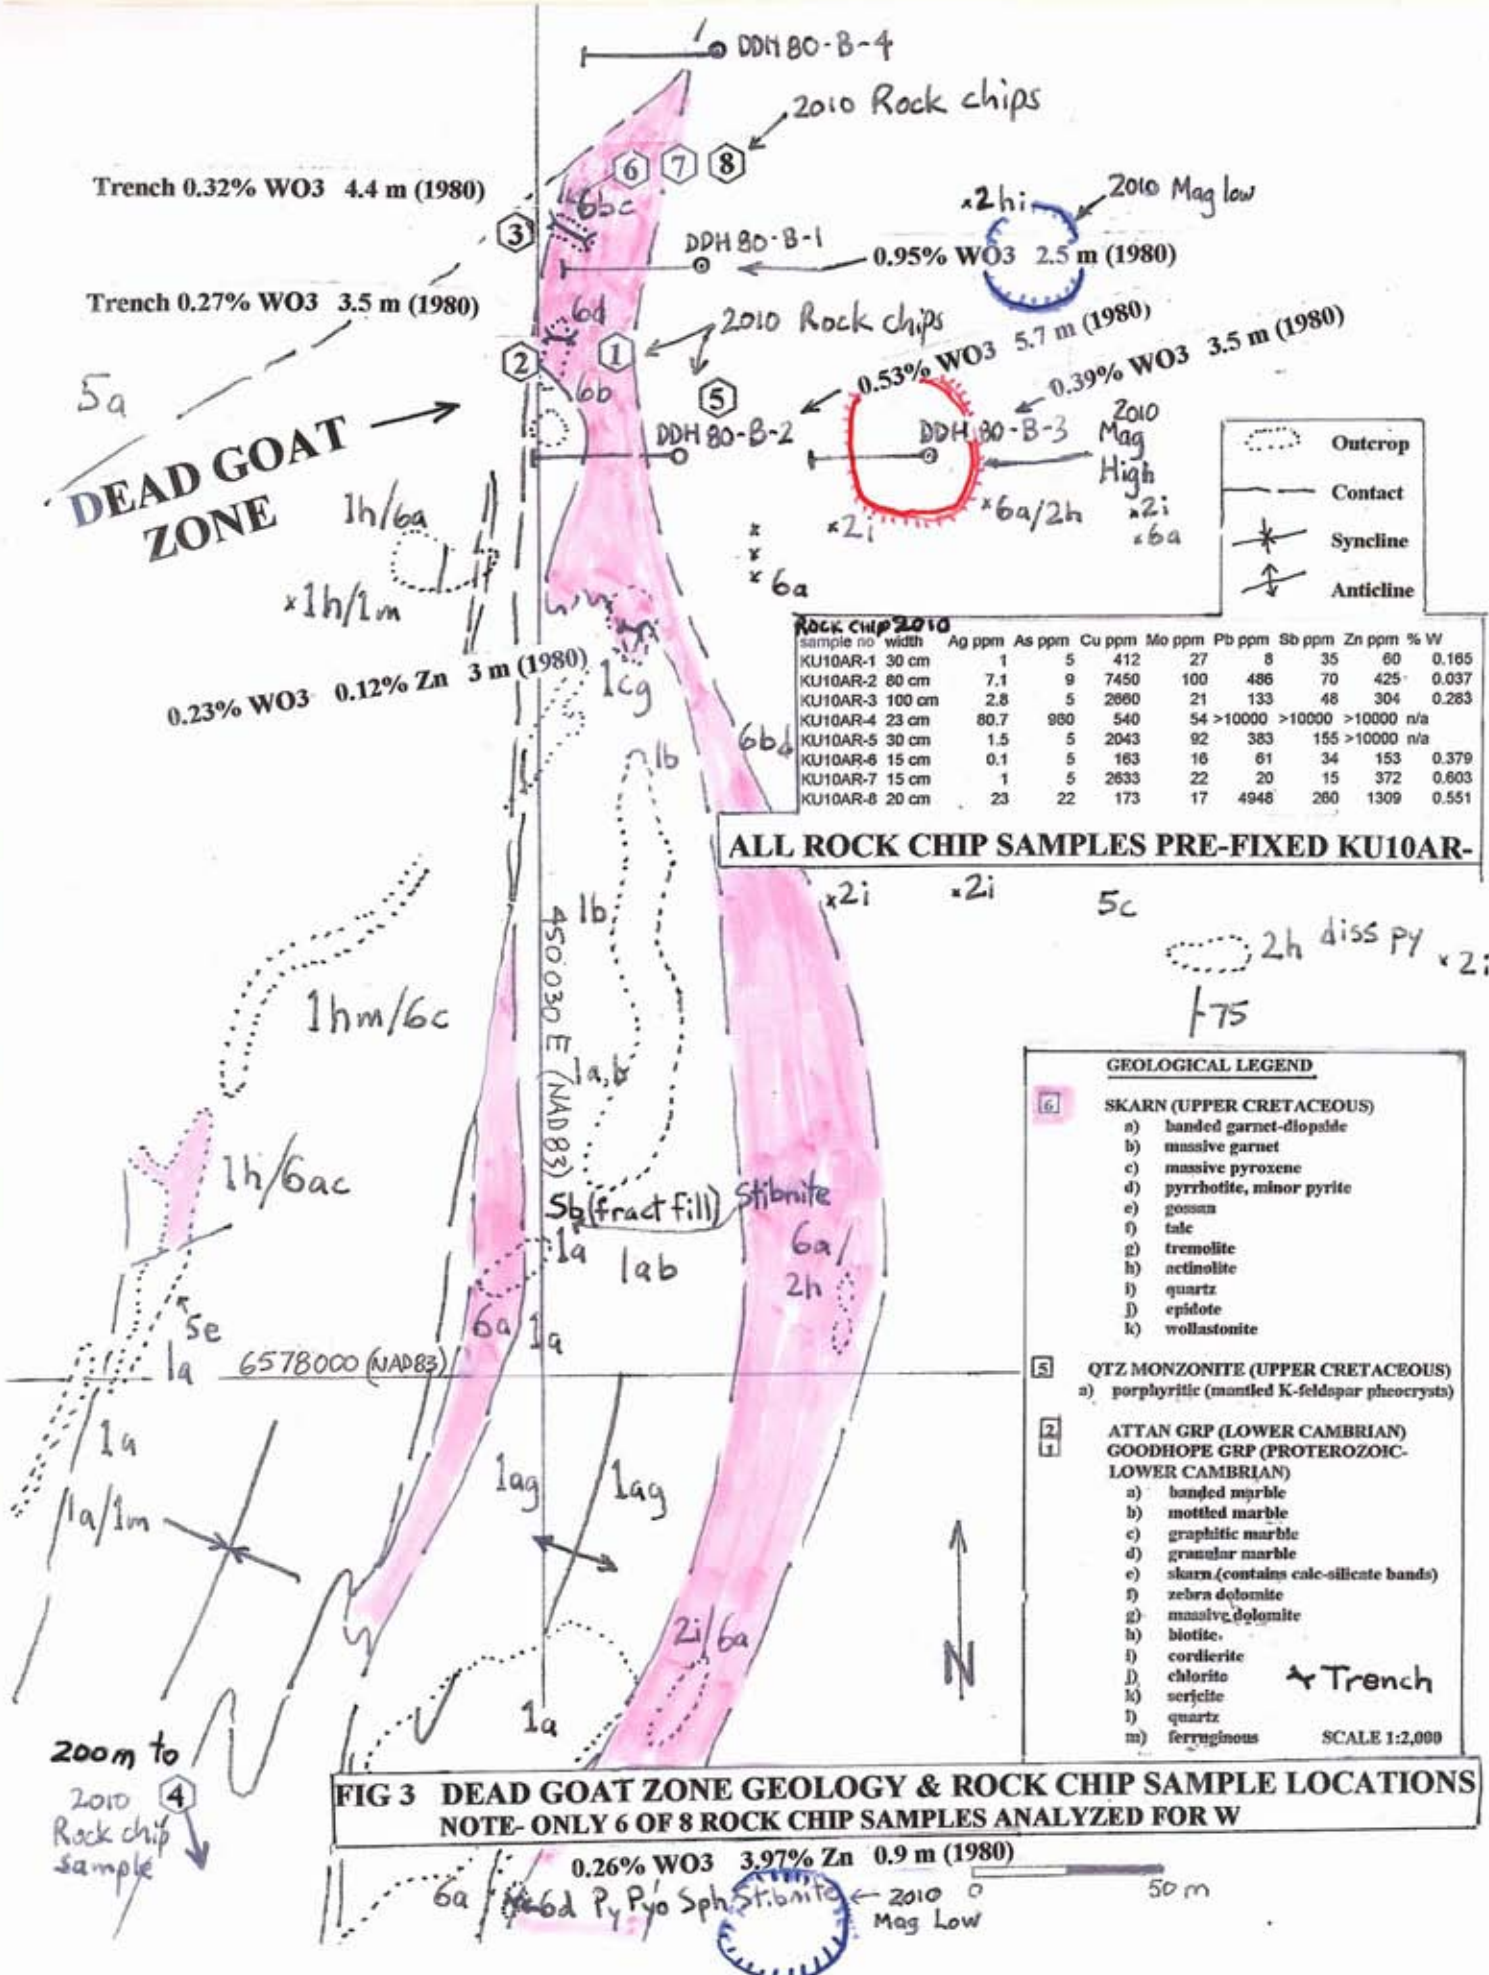 DDH 80-B-4
2010 Rock chips
6 7 8
Trench 0.32% WO3 4.4 m (1980)
6bc
3
×2hi
2010 Mag low
DDH 80-B-1
0.95% WO3 2.5 m (1980)
Trench 0.27% WO3 3.5 m (1980)
6d
2010 Rock chips
2
1
5
0.53% WO3 5.7 m (1980)
0.39% WO3 3.5 m (1980)
5a
6b
DEAD GOAT
ZONE
DDH 80-B-2
DDH 80-B-3
2010
Mag
High
×2i
×6a/2h
×2i
×6a
×
×
×6a
Outcrop
Contact
Syncline
Anticline
1h/6a
×1h/1m
0.23% WO3 0.12% Zn 3 m (1980)
1cg
ROCK CHIP 2010
sample no width Ag ppm As ppm Cu ppm Mo ppm Pb ppm Sb ppm Zn ppm % W
KU10AR-1 30 cm 1 5 412 27 8 35 60 0.165
KU10AR-2 80 cm 7.1 9 7450 100 486 70 425 0.037
KU10AR-3 100 cm 2.8 5 2660 21 133 48 304 0.283
KU10AR-4 23 cm 80.7 960 540 54 >10000 >10000 >10000 n/a
KU10AR-5 30 cm 1.5 5 2043 92 383 155 >10000 n/a
KU10AR-6 15 cm 0.1 5 163 16 61 34 153 0.379
KU10AR-7 15 cm 1 5 2633 22 20 15 372 0.603
KU10AR-8 20 cm 23 22 173 17 4948 260 1309 0.551
ALL ROCK CHIP SAMPLES PRE-FIXED KU10AR-
6bd
1b
×2i
×2i
5c
2h diss py
×2i
75
1b
450030 E (NAD83)
1hm/6c
1a,b
1h/6ac
5b (fract fill) Stibnite
1a
1ab
6a/
2h
5e
6a
1a
1a
6578000 (NAD83)
1a
1a/1m
1ag
1ag
2i/6a
1a
N
GEOLOGICAL LEGEND
6 SKARN (UPPER CRETACEOUS)
a) banded garnet-diopside
b) massive garnet
c) massive pyroxene
d) pyrrhotite, minor pyrite
e) gossan
f) talc
g) tremolite
h) actinolite
i) quartz
j) epidote
k) wollastonite
5 QTZ MONZONITE (UPPER CRETACEOUS)
a) porphyritic (mantled K-feldspar pheocrysts)
2 ATTAN GRP (LOWER CAMBRIAN)
1 GOODHOPE GRP (PROTEROZOIC-
LOWER CAMBRIAN)
a) banded marble
b) mottled marble
c) graphitic marble
d) granular marble
e) skarn (contains calc-silicate bands)
f) zebra dolomite
g) massive dolomite
h) biotite
i) cordierite
j) chlorite
k) sericite
l) quartz
m) ferruginous
Trench
SCALE 1:2,000
200m to
4
2010
Rock chip
sample
FIG 3 DEAD GOAT ZONE GEOLOGY & ROCK CHIP SAMPLE LOCATIONS
NOTE- ONLY 6 OF 8 ROCK CHIP SAMPLES ANALYZED FOR W
0.26% WO3 3.97% Zn 0.9 m (1980)
6a
6d Py Pyo Sph Stibnite
2010
Mag Low
0 50 m